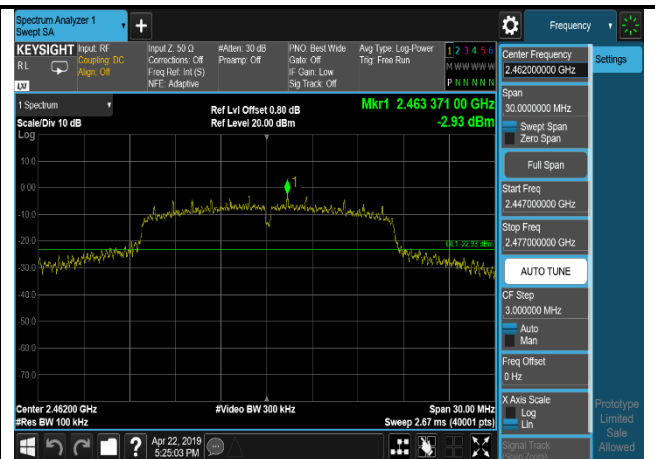 Spectrum Analyzer 1
Swept SA
+
Frequency
KEYSIGHT
RL
LXI
Input: RF
Coupling: DC
Align: Off
Input Z: 50 Ω
Corrections: Off
Freq Ref: Int (S)
NFE: Adaptive
#Atten: 30 dB
Preamp: Off
PNO: Best Wide
Gate: Off
IF Gain: Low
Sig Track: Off
Avg Type: Log-Power
Trig: Free Run
1 2 3 4 5 6
M W W W W W
P N N N N N
Center Frequency
2.462000000 GHz
Settings
Span
30.0000000 MHz
Swept Span
Zero Span
Full Span
Start Freq
2.447000000 GHz
Stop Freq
2.477000000 GHz
AUTO TUNE
CF Step
3.000000 MHz
Auto
Man
Freq Offset
0 Hz
X Axis Scale
Log
Lin
Signal Track
(Span Zoom)
Prototype
Limited
Sale
Allowed
1 Spectrum
Scale/Div 10 dB
Log
Ref Lvl Offset 0.80 dB
Ref Level 20.00 dBm
Mkr1 2.463 371 00 GHz
-2.93 dBm
10.0
0.00
-10.0
-20.0
-30.0
-40.0
-50.0
-60.0
-70.0
1
DL1 -22.93 dBm
Center 2.46200 GHz
#Res BW 100 kHz
#Video BW 300 kHz
Span 30.00 MHz
Sweep 2.67 ms (40001 pts)
?
Apr 22, 2019
5:25:03 PM